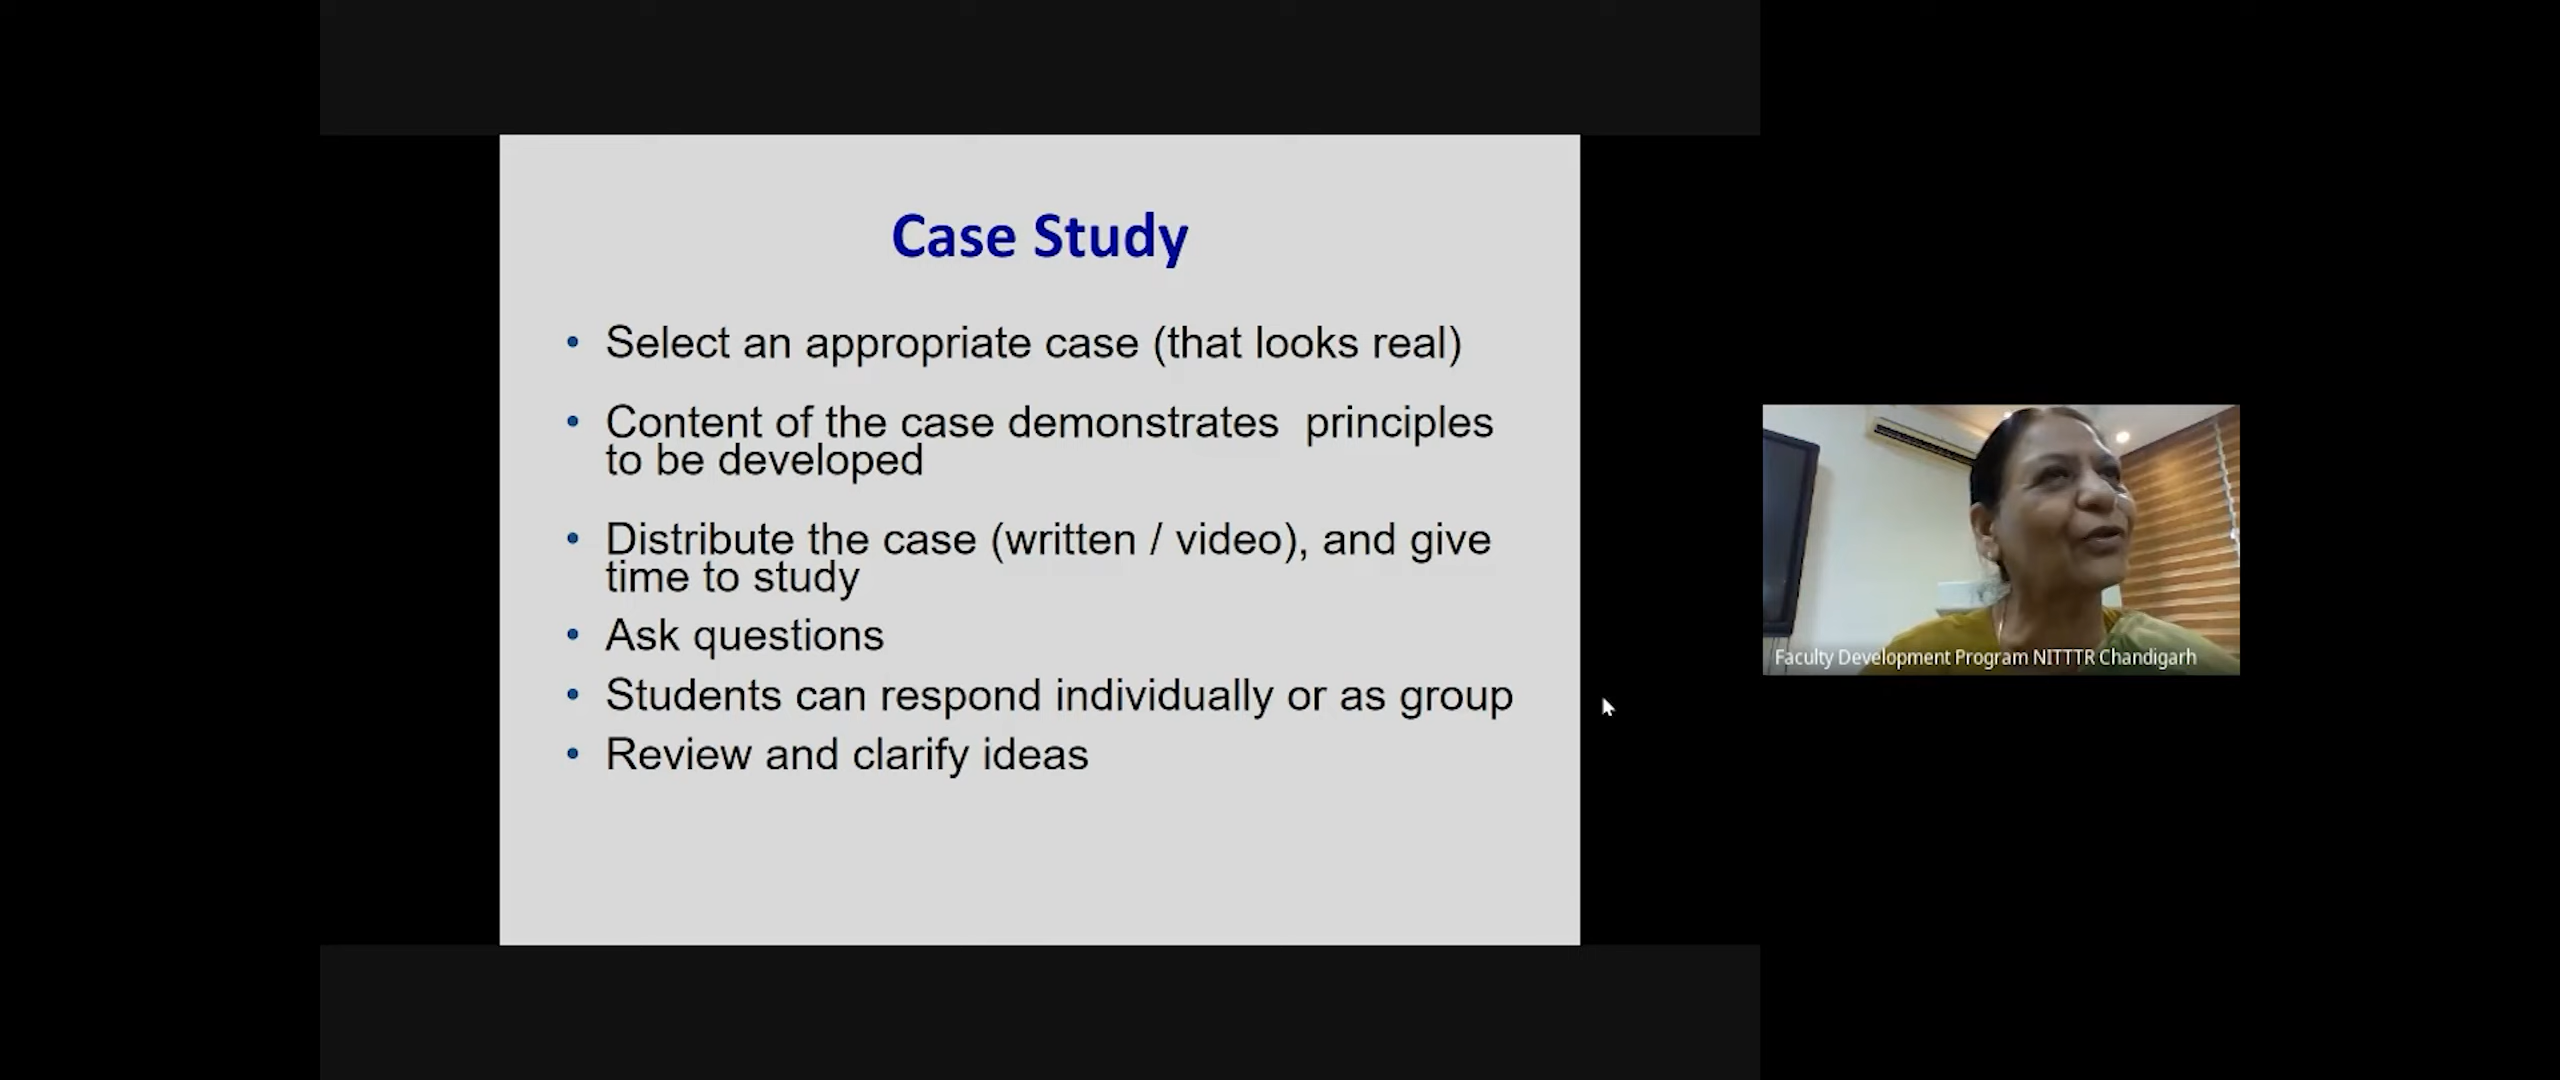 Case Study
• Select an appropriate case (that looks real)
• Content of the case demonstrates  principles
to be developed
• Distribute the case (written / video), and give
time to study
• Ask questions
• Students can respond individually or as group
• Review and clarify ideas
Faculty Development Program NITTTR Chandigarh